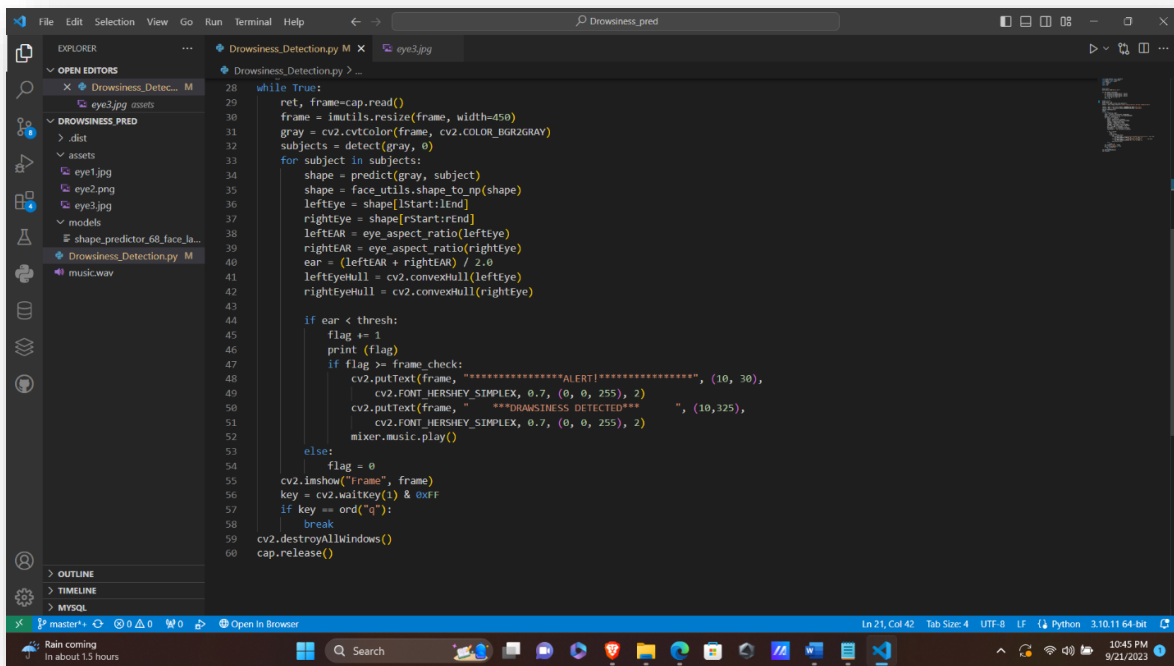 File Edit Selection View Go Run Terminal Help
Drowsiness_pred
EXPLORER
OPEN EDITORS
Drowsiness_Detec... M
eye3.jpg assets
DROWSINESS_PRED
.dist
assets
eye1.jpg
eye2.png
eye3.jpg
models
shape_predictor_68_face_la...
Drowsiness_Detection.py M
music.wav
OUTLINE
TIMELINE
MYSQL
Drowsiness_Detection.py M
eye3.jpg
Drowsiness_Detection.py > ...
28 while True:
29     ret, frame=cap.read()
30     frame = imutils.resize(frame, width=450)
31     gray = cv2.cvtColor(frame, cv2.COLOR_BGR2GRAY)
32     subjects = detect(gray, 0)
33     for subject in subjects:
34         shape = predict(gray, subject)
35         shape = face_utils.shape_to_np(shape)
36         leftEye = shape[lStart:lEnd]
37         rightEye = shape[rStart:rEnd]
38         leftEAR = eye_aspect_ratio(leftEye)
39         rightEAR = eye_aspect_ratio(rightEye)
40         ear = (leftEAR + rightEAR) / 2.0
41         leftEyeHull = cv2.convexHull(leftEye)
42         rightEyeHull = cv2.convexHull(rightEye)
43
44         if ear < thresh:
45             flag += 1
46             print (flag)
47             if flag >= frame_check:
48                 cv2.putText(frame, "****************ALERT!****************", (10, 30),
49                     cv2.FONT_HERSHEY_SIMPLEX, 0.7, (0, 0, 255), 2)
50                 cv2.putText(frame, "     ***DRAWSINESS DETECTED***      ", (10,325),
51                     cv2.FONT_HERSHEY_SIMPLEX, 0.7, (0, 0, 255), 2)
52                 mixer.music.play()
53         else:
54             flag = 0
55     cv2.imshow("Frame", frame)
56     key = cv2.waitKey(1) & 0xFF
57     if key == ord("q"):
58         break
59 cv2.destroyAllWindows()
60 cap.release()
master*+ 0 0 0 Open In Browser Ln 21, Col 42 Tab Size: 4 UTF-8 LF Python 3.10.11 64-bit
Rain coming
In about 1.5 hours
Search
10:45 PM
9/21/2023